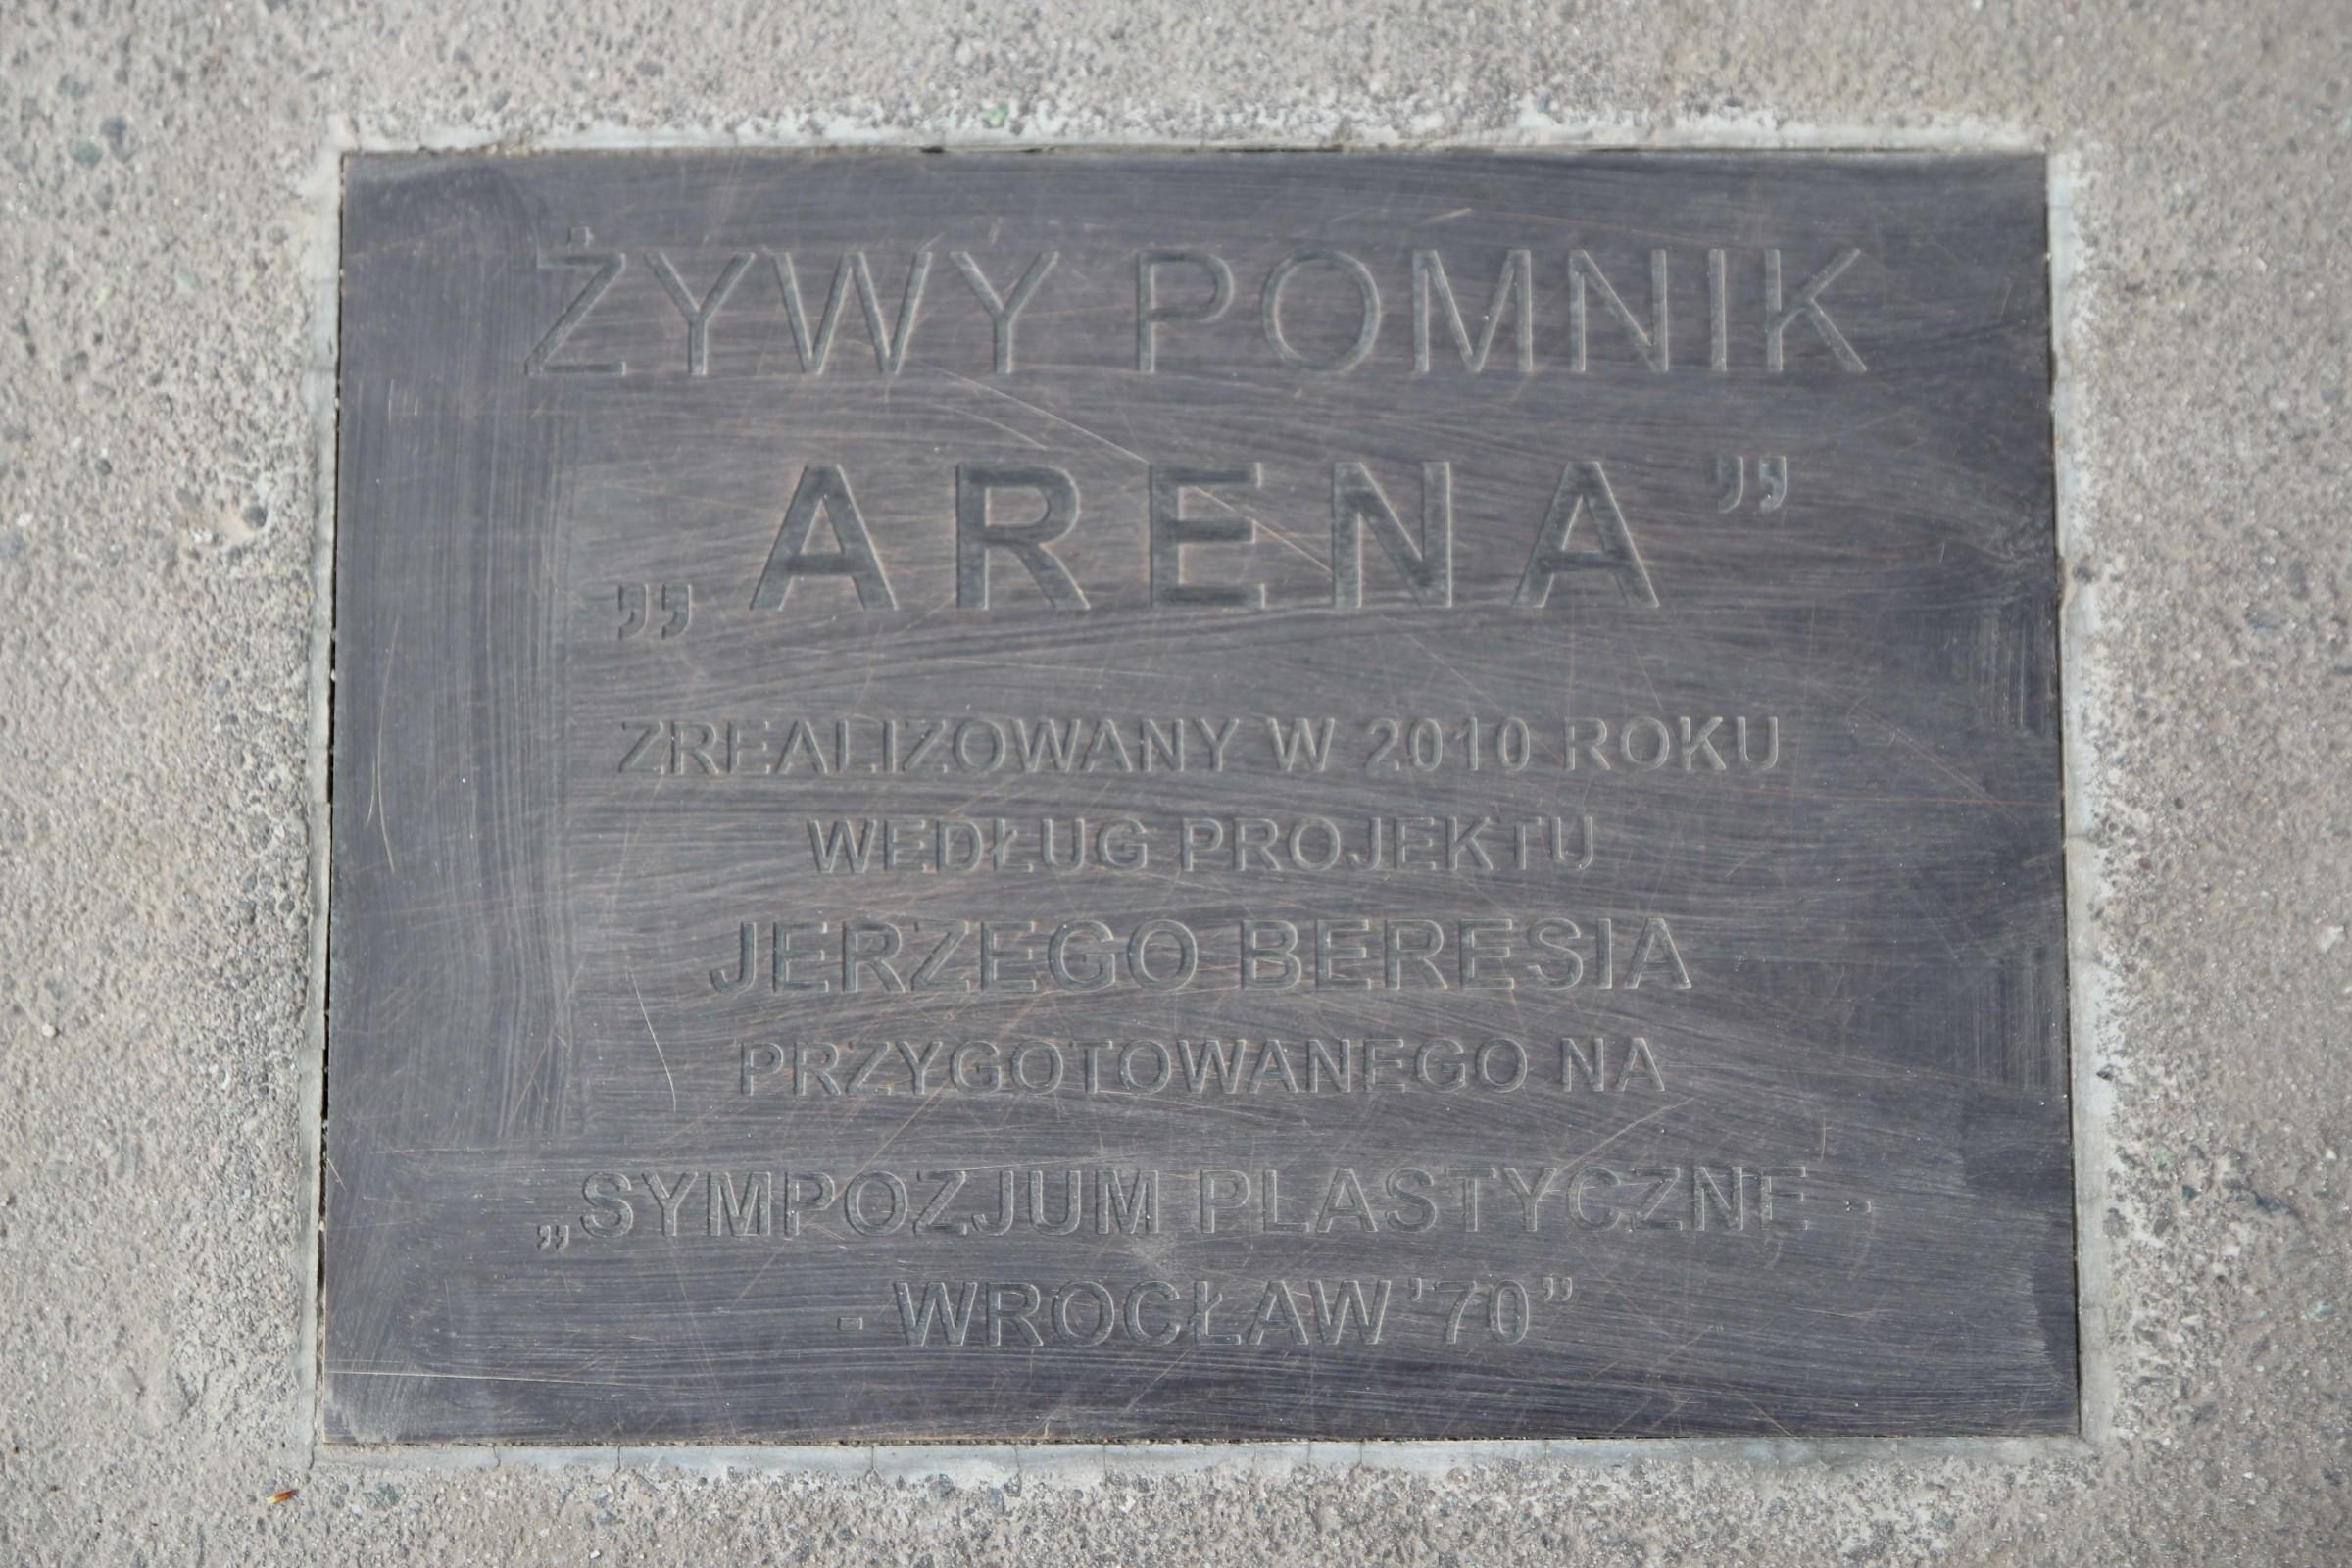 ŻYWY POMNIK
„ARENA”
ZREALIZOWANY W 2010 ROKU
WEDŁUG PROJEKTU
JERZEGO BERESIA
PRZYGOTOWANEGO NA
„SYMPOZJUM PLASTYCZNE -
- WROCŁAW ’70”